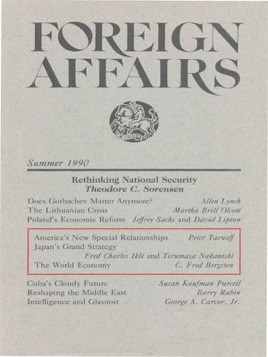 FOREIGN
AFFAIRS
Summer 1990
Rethinking National Security
Theodore C. Sorensen
Does Gorbachev Matter Anymore? Allen Lynch
The Lithuanian Crisis Martha Brill Olcott
Poland's Economic Reform Jeffrey Sachs and David Lipton
America's New Special Relationships Peter Tarnoff
Japan's Grand Strategy
Fred Charles Iklé and Terumasa Nakanishi
The World Economy C. Fred Bergsten
Cuba's Cloudy Future Susan Kaufman Purcell
Reshaping the Middle East Barry Rubin
Intelligence and Glasnost George A. Carver, Jr.